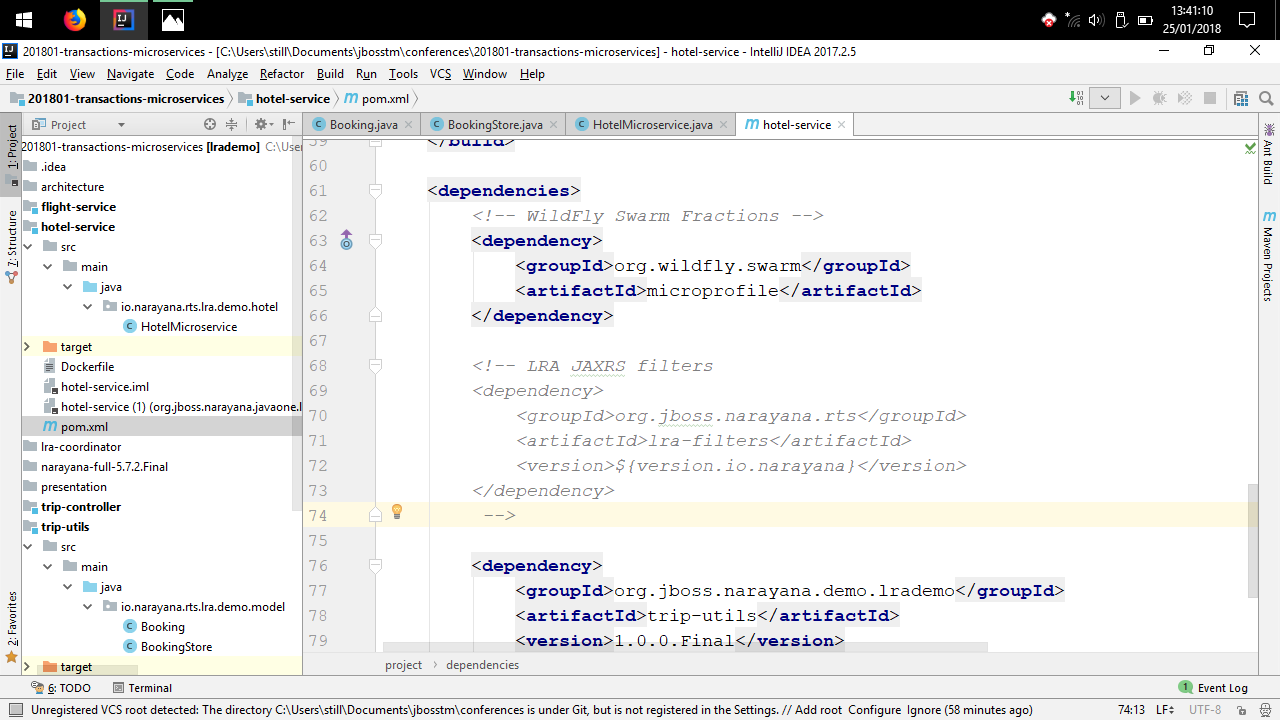 13:41:10
25/01/2018
201801-transactions-microservices - [C:\Users\still\Documents\jbosstm\conferences\201801-transactions-microservices] - hotel-service - IntelliJ IDEA 2017.2.5
File Edit View Navigate Code Analyze Refactor Build Run Tools VCS Window Help
201801-transactions-microservices hotel-service pom.xml
Project
Booking.java BookingStore.java HotelMicroservice.java hotel-service
1: Project
7: Structure
2: Favorites
201801-transactions-microservices [lrademo] C:\Use
.idea
architecture
flight-service
hotel-service
src
main
java
io.narayana.rts.lra.demo.hotel
HotelMicroservice
target
Dockerfile
hotel-service.iml
hotel-service (1) (org.jboss.narayana.javaone.l
pom.xml
lra-coordinator
narayana-full-5.7.2.Final
presentation
trip-controller
trip-utils
src
main
java
io.narayana.rts.lra.demo.model
Booking
BookingStore
target
59 </build>
60
61 <dependencies>
62 <!-- WildFly Swarm Fractions -->
63 <dependency>
64 <groupId>org.wildfly.swarm</groupId>
65 <artifactId>microprofile</artifactId>
66 </dependency>
67
68 <!-- LRA JAXRS filters
69 <dependency>
70 <groupId>org.jboss.narayana.rts</groupId>
71 <artifactId>lra-filters</artifactId>
72 <version>${version.io.narayana}</version>
73 </dependency>
74 -->
75
76 <dependency>
77 <groupId>org.jboss.narayana.demo.lrademo</groupId>
78 <artifactId>trip-utils</artifactId>
79 <version>1.0.0.Final</version>
project › dependencies
Ant Build
Maven Projects
6: TODO Terminal 1 Event Log
Unregistered VCS root detected: The directory C:\Users\still\Documents\jbosstm\conferences is under Git, but is not registered in the Settings. // Add root Configure Ignore (58 minutes ago) 74:13 LF UTF-8